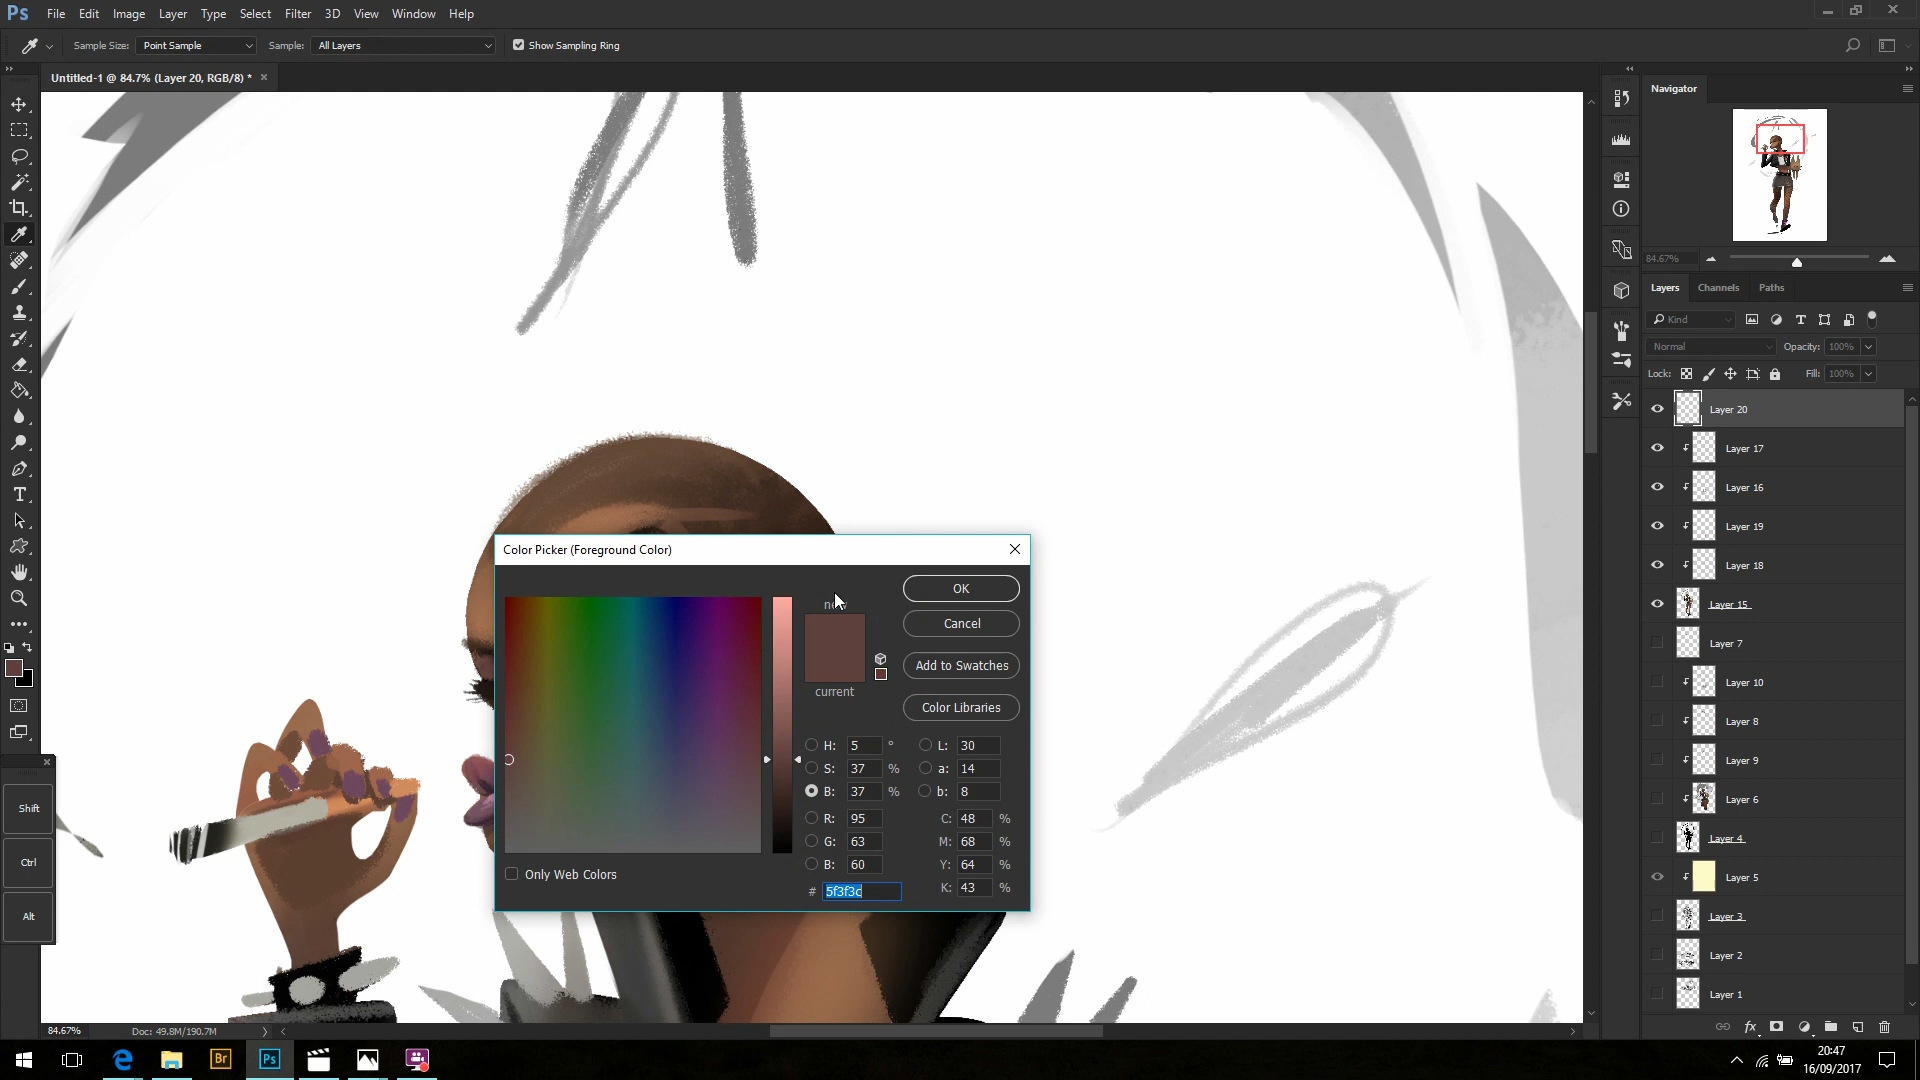 Ps File Edit Image Layer Type Select Filter 3D View Window Help
Sample Size: Point Sample Sample: All Layers Show Sampling Ring
Untitled-1 @ 84.7% (Layer 20, RGB/8) *
Navigator
84.67%
Layers Channels Paths
Kind
Normal Opacity: 100%
Lock: Fill: 100%
Layer 20
Layer 17
Layer 16
Layer 19
Layer 18
Layer 15
Layer 7
Layer 10
Layer 8
Layer 9
Layer 6
Layer 4
Layer 5
Layer 3
Layer 2
Layer 1
fx
Shift
Ctrl
Alt
Color Picker (Foreground Color)
new
current
OK
Cancel
Add to Swatches
Color Libraries
H: 5 ° L: 30
S: 37 % a: 14
B: 37 % b: 8
R: 95 C: 48 %
G: 63 M: 68 %
B: 60 Y: 64 %
# 5f3f3c K: 43 %
Only Web Colors
84.67% Doc: 49.8M/190.7M
Br Ps
20:47
16/09/2017